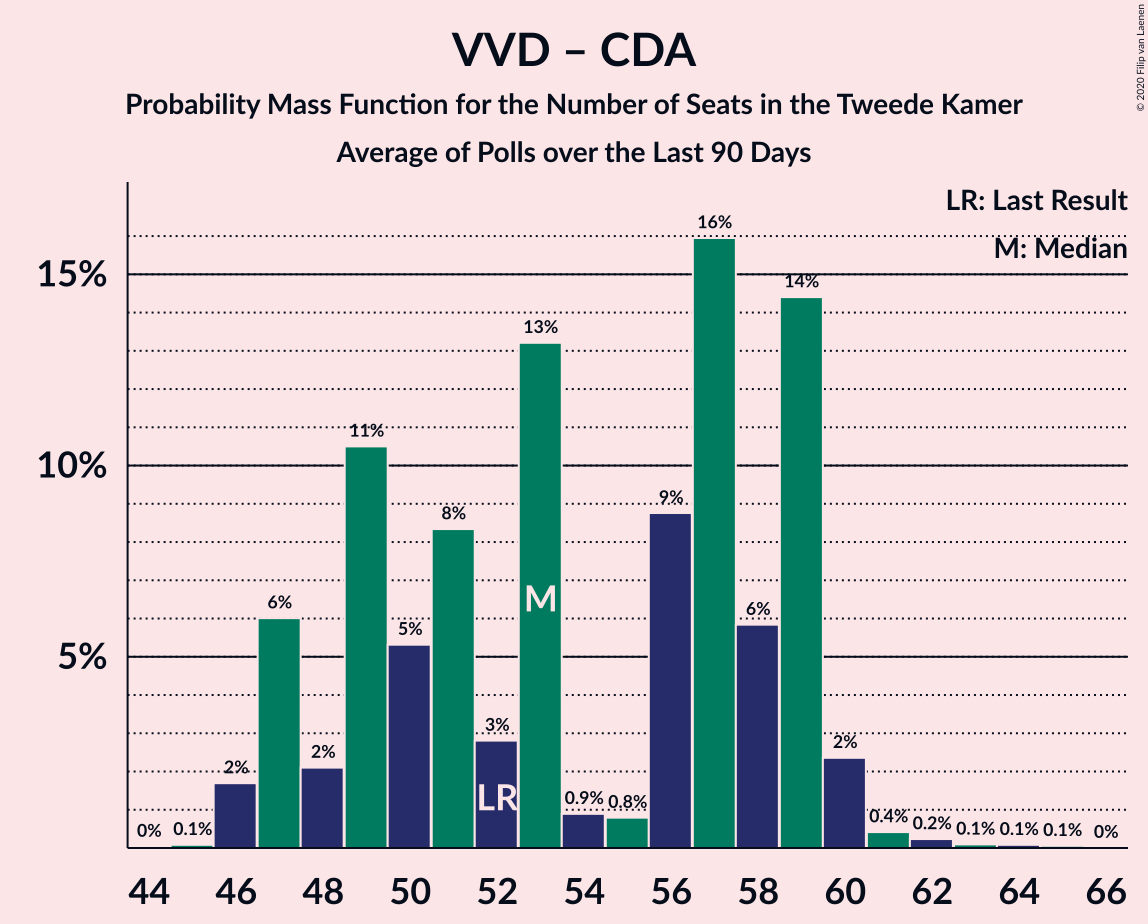 VVD – CDA
Probability Mass Function for the Number of Seats in the Tweede Kamer
Average of Polls over the Last 90 Days
© 2020 Filip van Laenen
LR: Last Result
M: Median
15%
10%
5%
0%
0.1%
2%
6%
2%
11%
5%
8%
3%
13%
0.9%
0.8%
9%
16%
6%
14%
2%
0.4%
0.2%
0.1%
0.1%
0.1%
0%
M
LR
44 46 48 50 52 54 56 58 60 62 64 66